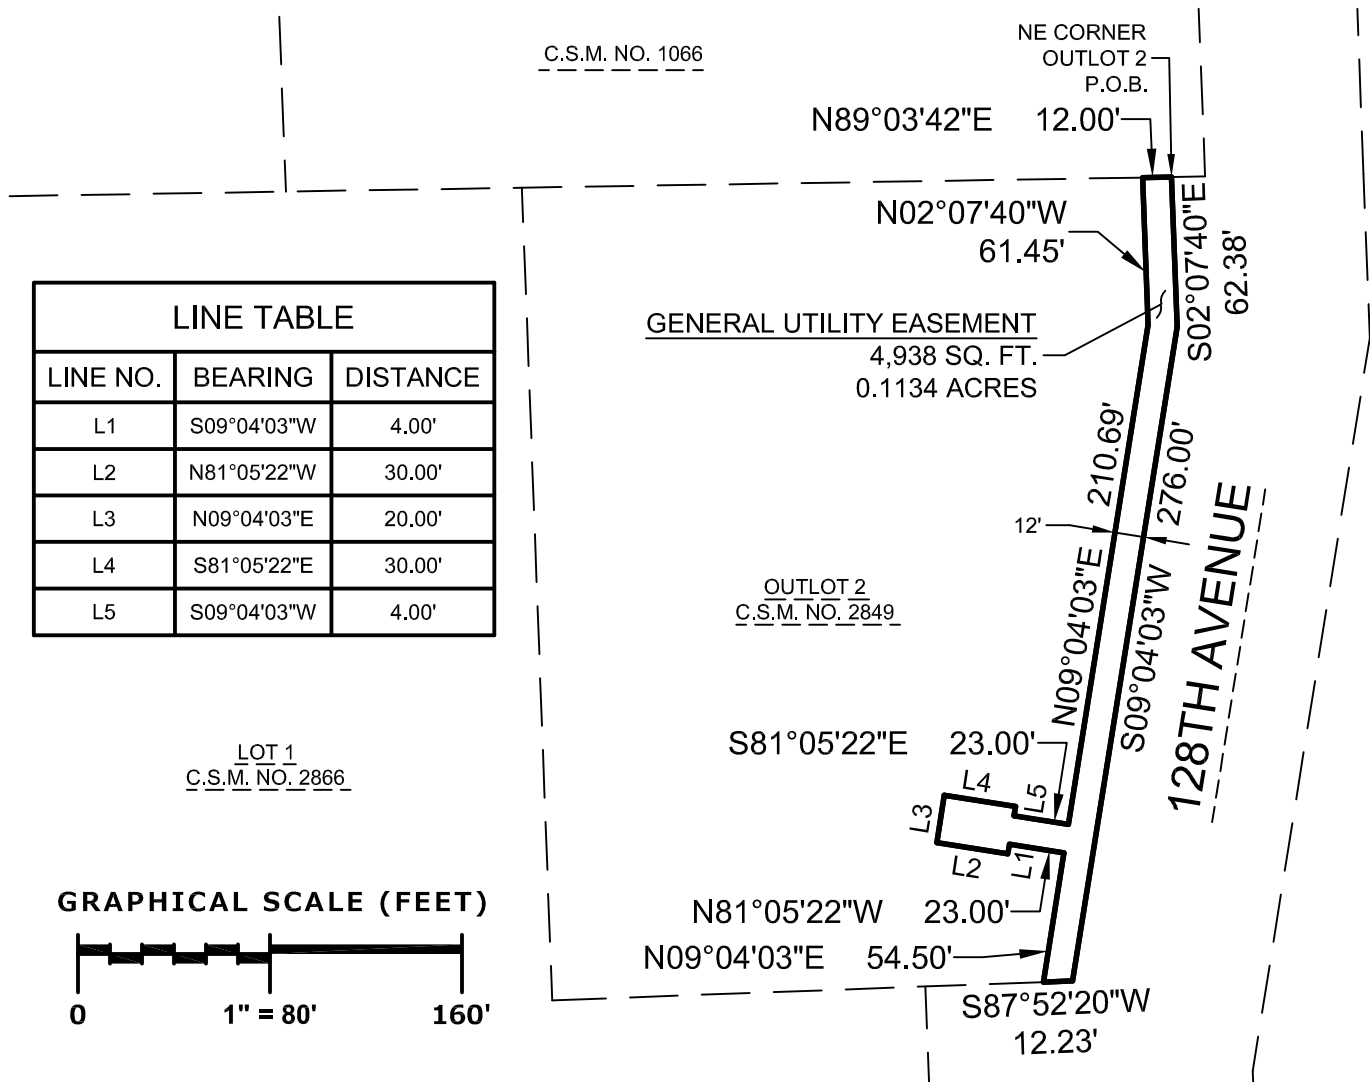 C.S.M. NO. 1066
NE CORNER
OUTLOT 2
P.O.B.
N89°03'42"E 12.00'
N02°07'40"W
61.45'
S02°07'40"E
62.38'
GENERAL UTILITY EASEMENT
4,938 SQ. FT.
0.1134 ACRES
LINE TABLE
LINE NO. BEARING DISTANCE
L1 S09°04'03"W 4.00'
L2 N81°05'22"W 30.00'
L3 N09°04'03"E 20.00'
L4 S81°05'22"E 30.00'
L5 S09°04'03"W 4.00'
N09°04'03"E 210.69'
S09°04'03"W 276.00'
12'
128TH AVENUE
OUTLOT 2
C.S.M. NO. 2849
LOT 1
C.S.M. NO. 2866
S81°05'22"E 23.00'
L4
L5
L3
L2
L1
N81°05'22"W 23.00'
N09°04'03"E 54.50'
S87°52'20"W
12.23'
GRAPHICAL SCALE (FEET)
0 1" = 80' 160'